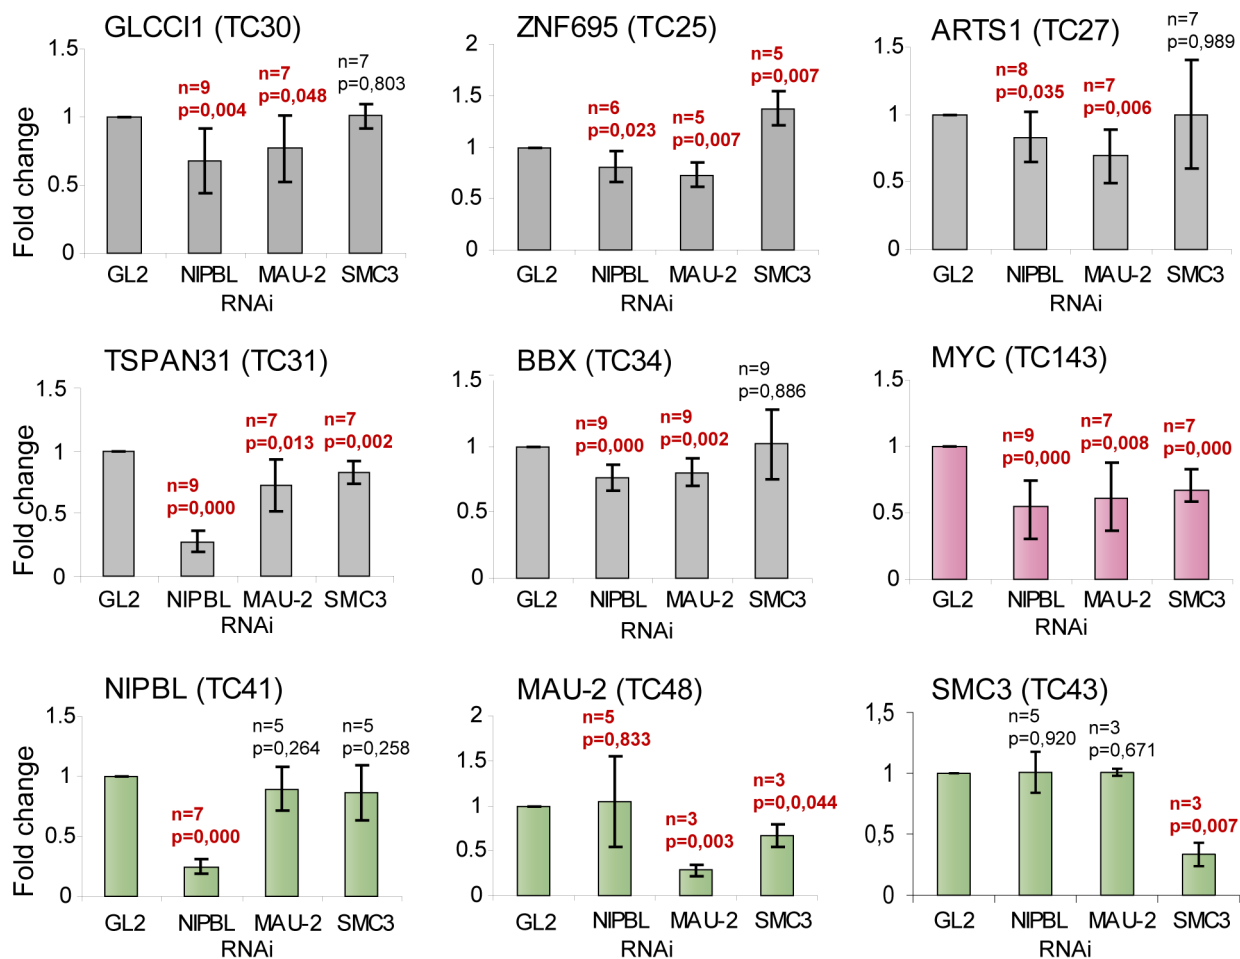 GLCCI1 (TC30)
Fold change
1.5
1
0.5
0
n=9
p=0,004
n=7
p=0,048
n=7
p=0,803
GL2 NIPBL MAU-2 SMC3
RNAi
ZNF695 (TC25)
2
1.5
1
0.5
0
n=6
p=0,023
n=5
p=0,007
n=5
p=0,007
GL2 NIPBL MAU-2 SMC3
RNAi
ARTS1 (TC27)
1.5
1
0.5
0
n=8
p=0,035
n=7
p=0,006
n=7
p=0,989
GL2 NIPBL MAU-2 SMC3
RNAi
TSPAN31 (TC31)
Fold change
1.5
1
0.5
0
n=9
p=0,000
n=7
p=0,013
n=7
p=0,002
GL2 NIPBL MAU-2 SMC3
RNAi
BBX (TC34)
1.5
1
0.5
0
n=9
p=0,000
n=9
p=0,002
n=9
p=0,886
GL2 NIPBL MAU-2 SMC3
RNAi
MYC (TC143)
1.5
1
0.5
0
n=9
p=0,000
n=7
p=0,008
n=7
p=0,000
GL2 NIPBL MAU-2 SMC3
RNAi
NIPBL (TC41)
Fold change
1.5
1
0.5
0
n=7
p=0,000
n=5
p=0,264
n=5
p=0,258
GL2 NIPBL MAU-2 SMC3
RNAi
MAU-2 (TC48)
2
1.5
1
0.5
0
n=5
p=0,833
n=3
p=0,003
n=3
p=0,0,044
GL2 NIPBL MAU-2 SMC3
RNAi
SMC3 (TC43)
1,5
1
0,5
0
n=5
p=0,920
n=3
p=0,671
n=3
p=0,007
GL2 NIPBL MAU-2 SMC3
RNAi